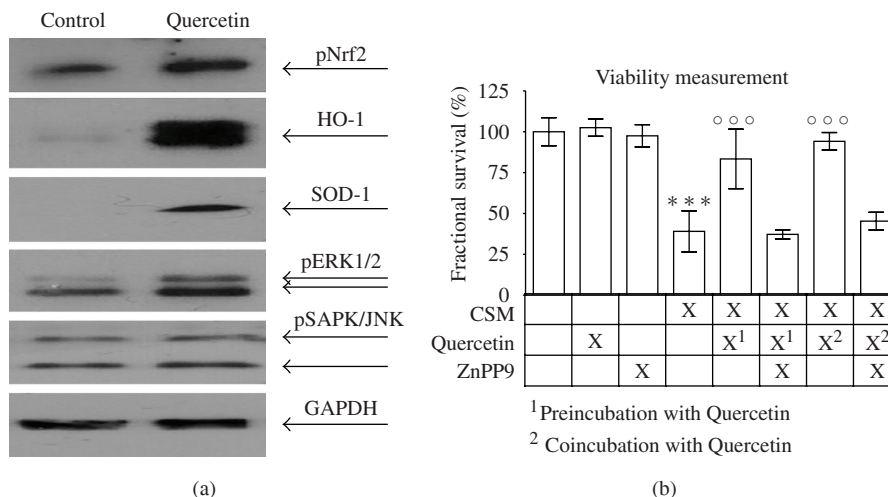 Control Quercetin
pNrf2
HO-1
SOD-1
pERK1/2
pSAPK/JNK
GAPDH
(a)
Viability measurement
Fractional survival (%)
125
100
75
50
25
0
∗∗∗
○○○
○○○
CSM X X X X X
Quercetin X X¹ X¹ X² X²
ZnPP9 X X X
¹Preincubation with Quercetin
² Coincubation with Quercetin
(b)